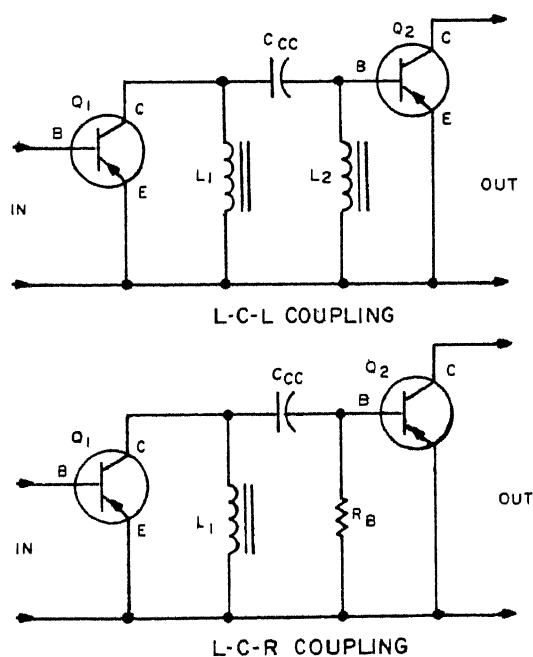 Q2
C
CCC
B
Q1
C
B
E
E
L1
L2
IN
OUT
L-C-L COUPLING
Q2
C
CCC
B
Q1
C
B
E
E
L1
RB
OUT
IN
L-C-R COUPLING